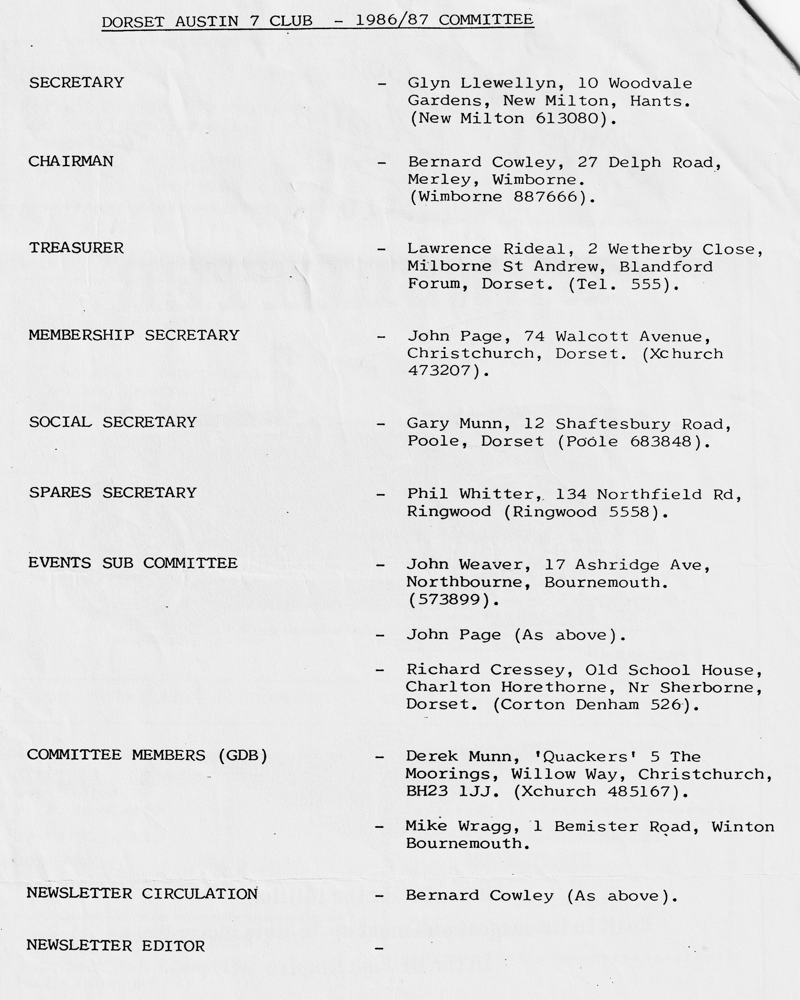 DORSET AUSTIN 7 CLUB - 1986/87 COMMITTEE
SECRETARY - Glyn Llewellyn, 10 Woodvale
Gardens, New Milton, Hants.
(New Milton 613080).
CHAIRMAN - Bernard Cowley, 27 Delph Road,
Merley, Wimborne.
(Wimborne 887666).
TREASURER - Lawrence Rideal, 2 Wetherby Close,
Milborne St Andrew, Blandford
Forum, Dorset. (Tel. 555).
MEMBERSHIP SECRETARY - John Page, 74 Walcott Avenue,
Christchurch, Dorset. (Xchurch
473207).
SOCIAL SECRETARY - Gary Munn, 12 Shaftesbury Road,
Poole, Dorset (Poole 683848).
SPARES SECRETARY - Phil Whitter, 134 Northfield Rd,
Ringwood (Ringwood 5558).
EVENTS SUB COMMITTEE - John Weaver, 17 Ashridge Ave,
Northbourne, Bournemouth.
(573899).
- John Page (As above).
- Richard Cressey, Old School House,
Charlton Horethorne, Nr Sherborne,
Dorset. (Corton Denham 526).
COMMITTEE MEMBERS (GDB) - Derek Munn, 'Quackers' 5 The
Moorings, Willow Way, Christchurch,
BH23 1JJ. (Xchurch 485167).
- Mike Wragg, 1 Bemister Road, Winton
Bournemouth.
NEWSLETTER CIRCULATION - Bernard Cowley (As above).
NEWSLETTER EDITOR -